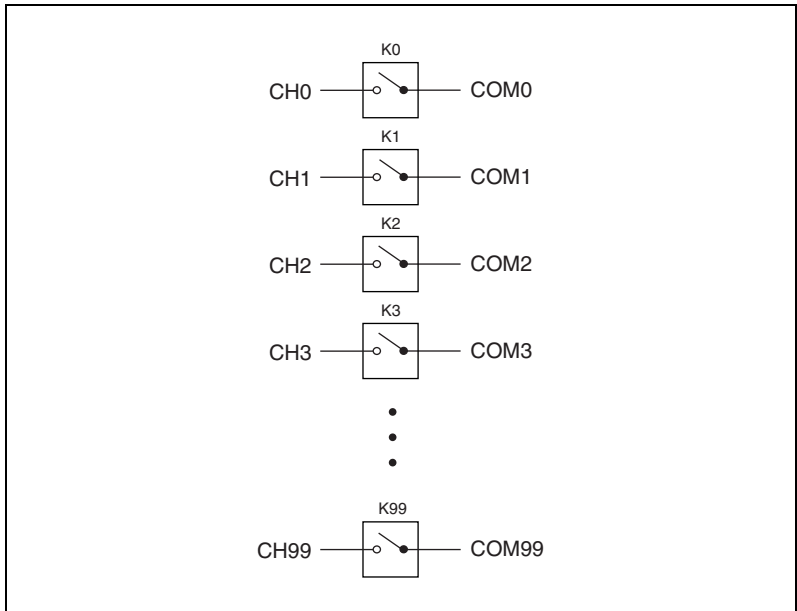 K0
CH0 COM0
K1
CH1 COM1
K2
CH2 COM2
K3
CH3 COM3
K99
CH99 COM99